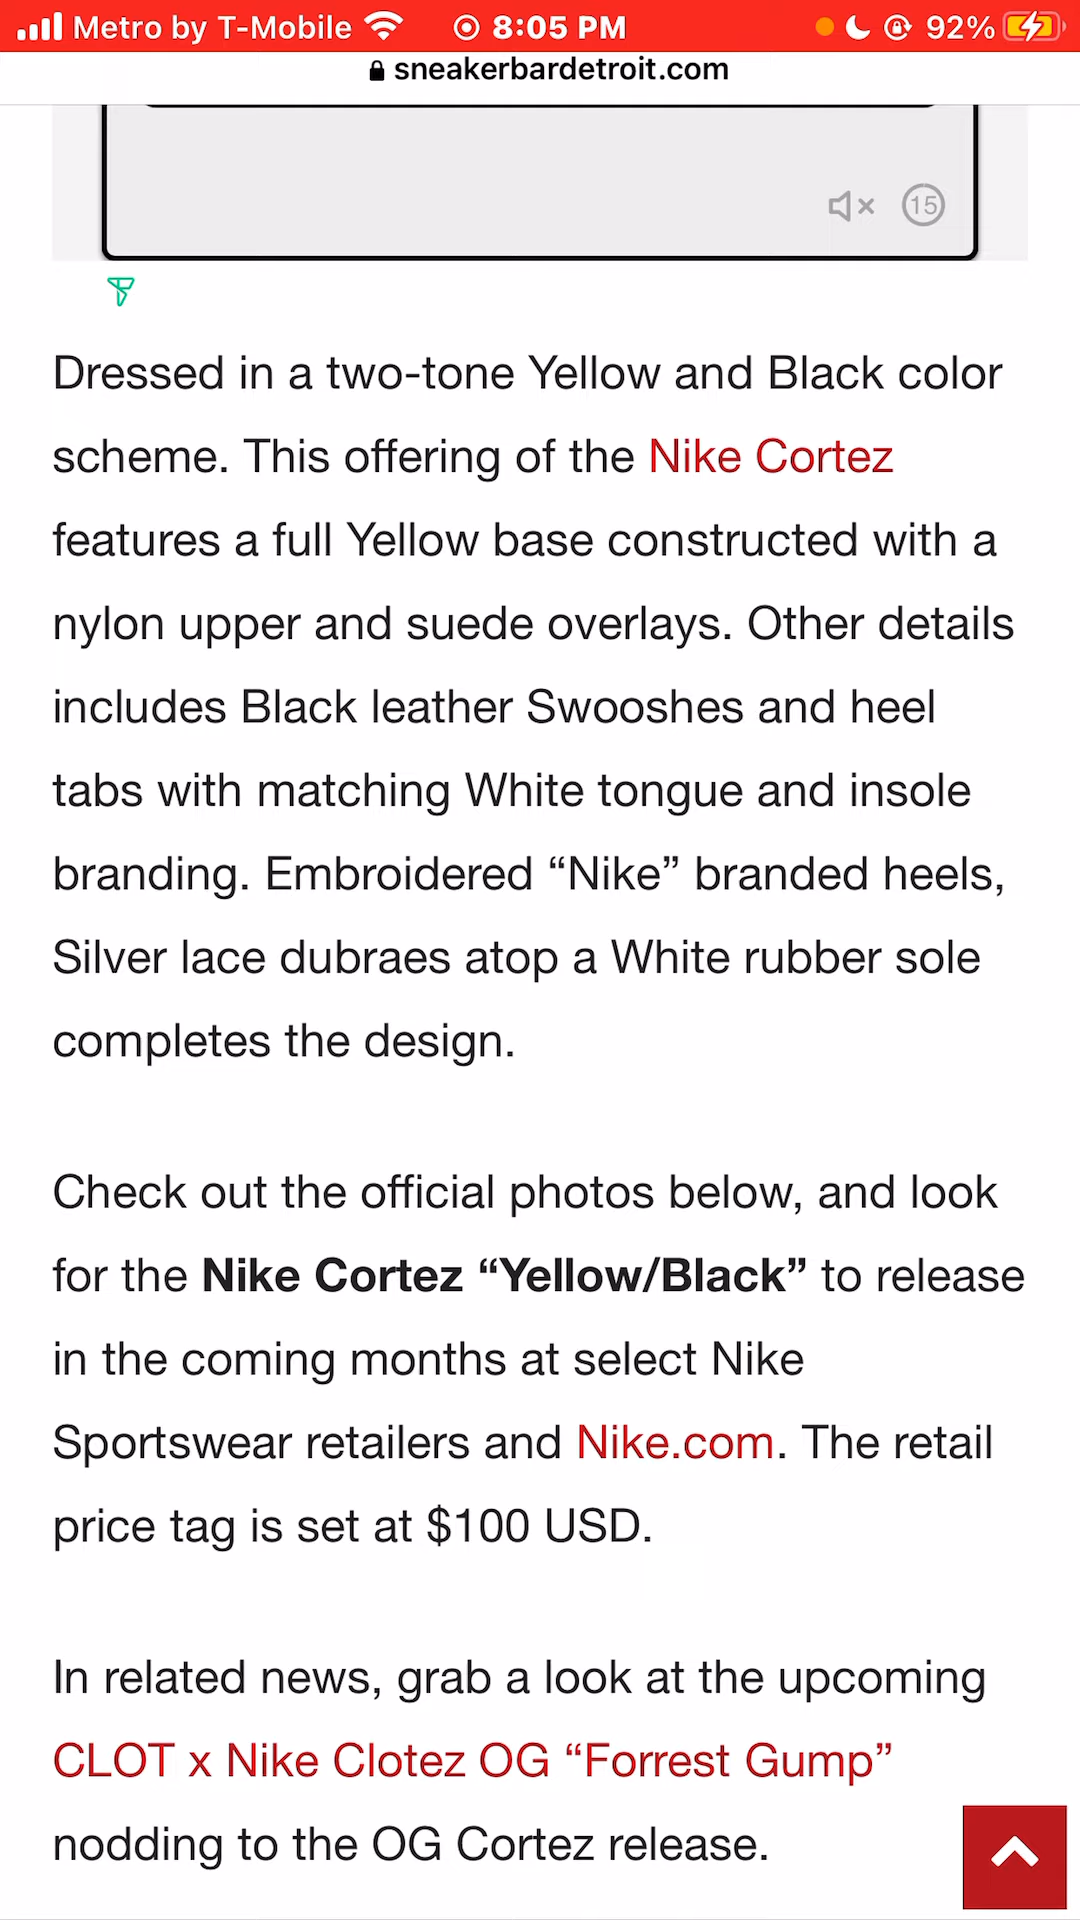 Metro by T-Mobile 8:05 PM 92%
sneakerbardetroit.com
15
Dressed in a two-tone Yellow and Black color
scheme. This offering of the Nike Cortez
features a full Yellow base constructed with a
nylon upper and suede overlays. Other details
includes Black leather Swooshes and heel
tabs with matching White tongue and insole
branding. Embroidered “Nike” branded heels,
Silver lace dubraes atop a White rubber sole
completes the design.
Check out the official photos below, and look
for the Nike Cortez “Yellow/Black” to release
in the coming months at select Nike
Sportswear retailers and Nike.com. The retail
price tag is set at $100 USD.
In related news, grab a look at the upcoming
CLOT x Nike Clotez OG “Forrest Gump”
nodding to the OG Cortez release.